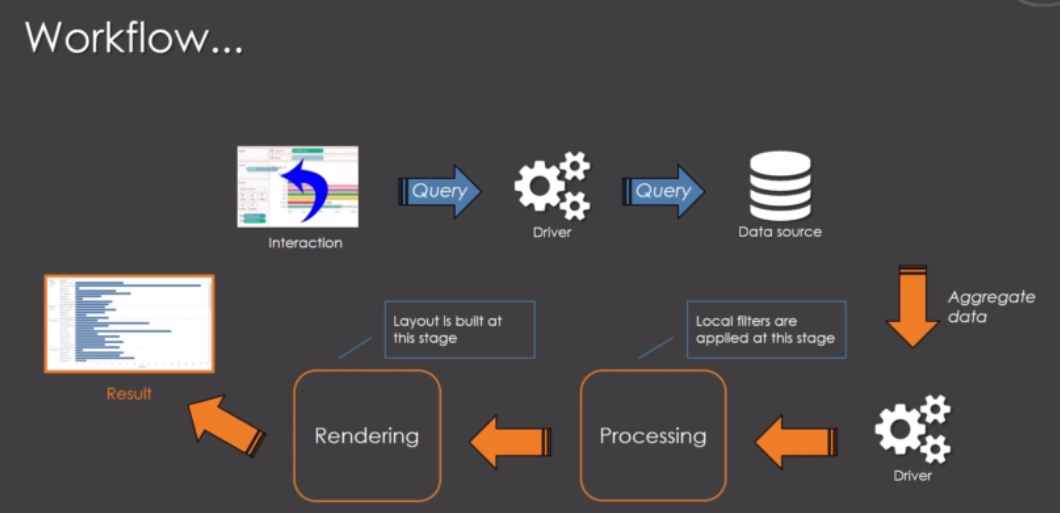 Workflow...
Query
Query
Interaction
Driver
Data source
Aggregate
data
Layout is built at
this stage
Local filters are
applied at this stage
Result
Rendering
Processing
Driver